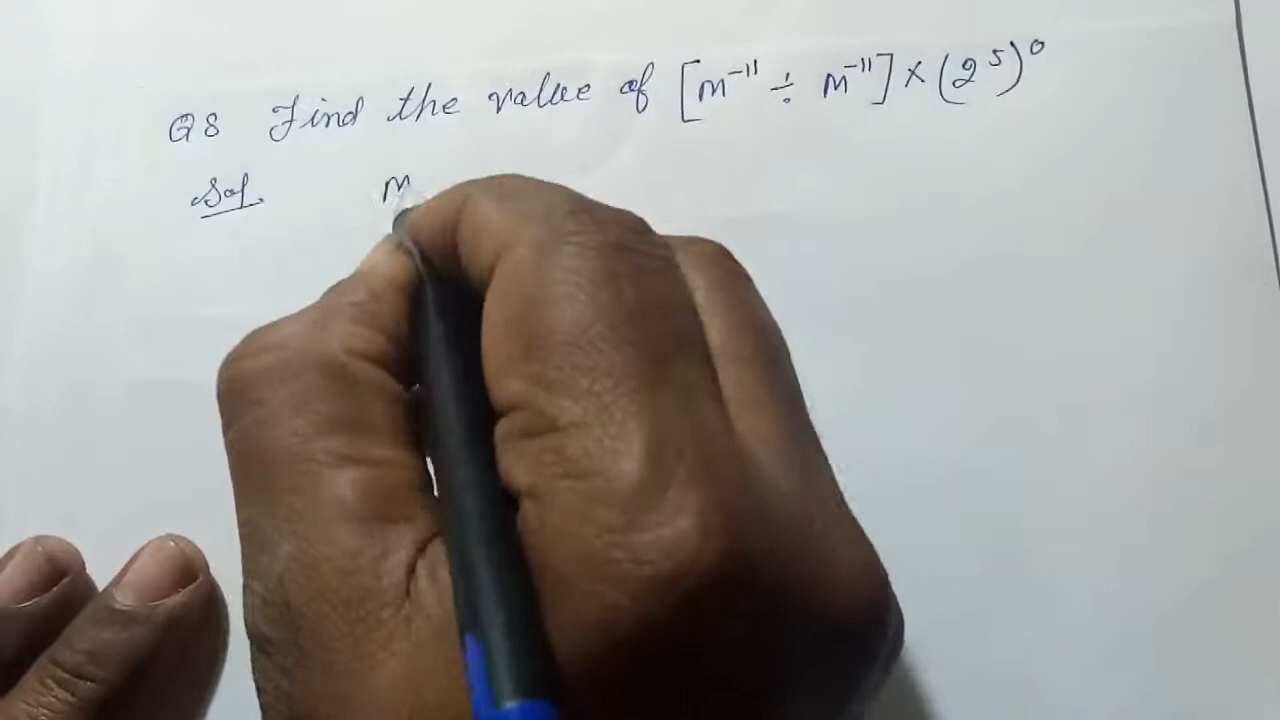 Q8 Find the value of [m⁻¹¹ ÷ m⁻¹¹] × (2⁵)⁰
Sol. m